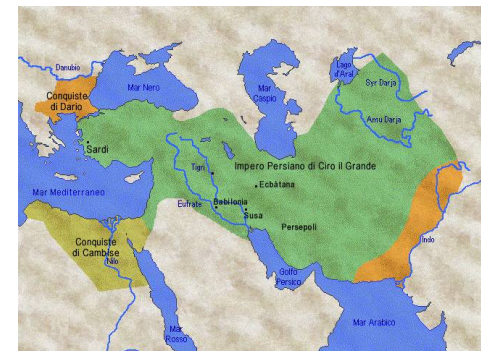 Danubio
Mar Nero
Conquiste
di Dario
Mar
Caspio
Lago
d'Aral
Syr Darja
Amu Darja
Sardi
Impero Persiano di Ciro il Grande
Tigri
Ecbàtana
Mar Mediterraneo
Eufrate
Babilonia
Susa
Persepoli
Conquiste
di Cambise
Nilo
Indo
Golfo
Persico
Mar
Rosso
Mar Arabico